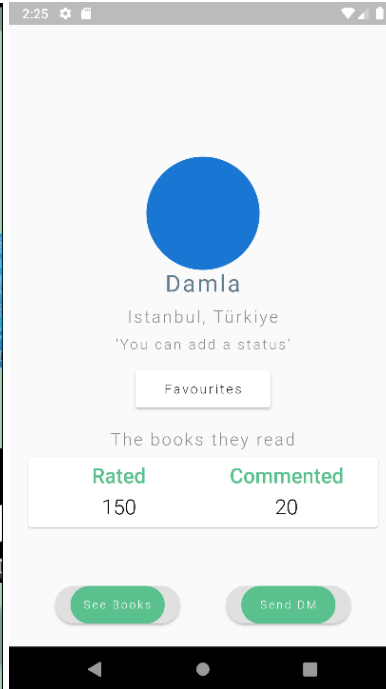 2:25
Damla
Istanbul, Türkiye
'You can add a status'
Favourites
The books they read
Rated Commented
150 20
See Books Send DM